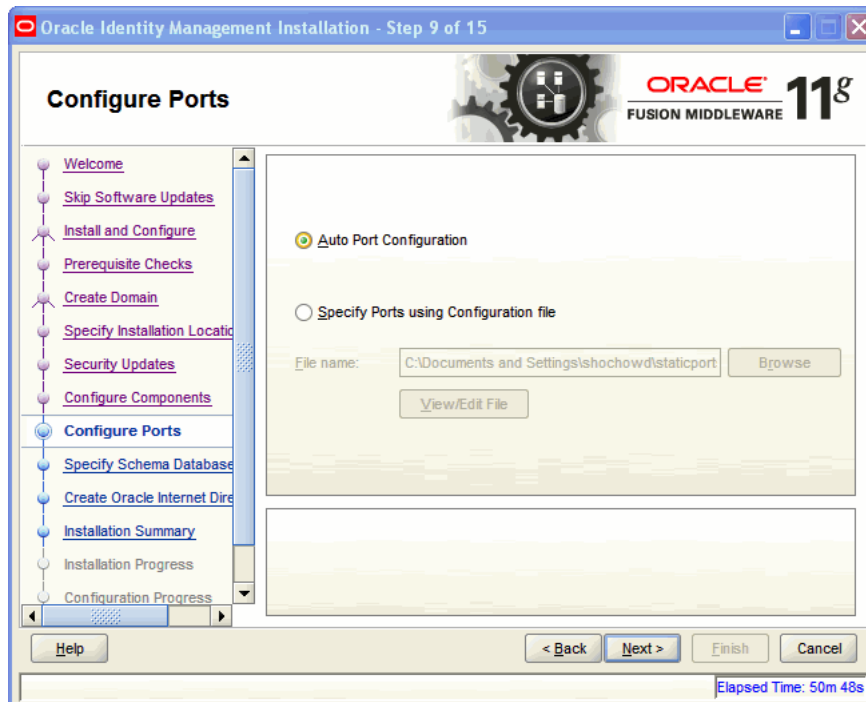 Oracle Identity Management Installation - Step 9 of 15
Configure Ports
ORACLE
FUSION MIDDLEWARE
11g
Welcome
Skip Software Updates
Install and Configure
Prerequisite Checks
Create Domain
Specify Installation Locatio
Security Updates
Configure Components
Configure Ports
Specify Schema Database
Create Oracle Internet Dire
Installation Summary
Installation Progress
Configuration Progress
Auto Port Configuration
Specify Ports using Configuration file
File name:
C:\Documents and Settings\shochowd\staticport
Browse
View/Edit File
Help
< Back
Next >
Finish
Cancel
Elapsed Time: 50m 48s